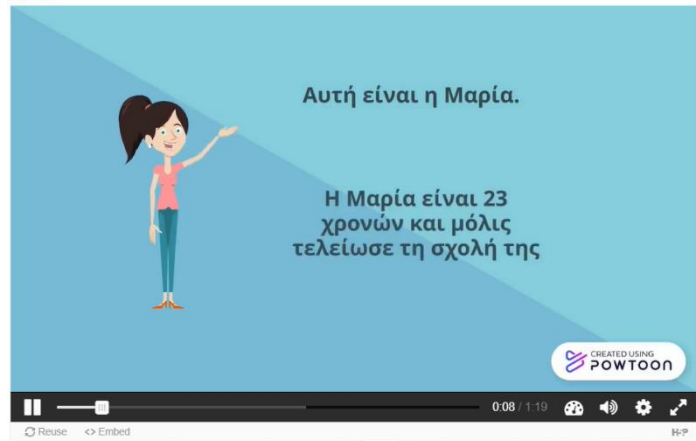 Αυτή είναι η Μαρία.
Η Μαρία είναι 23
χρονών και μόλις
τελείωσε τη σχολή της
CREATED USING
POWTOON
0:08 / 1:19
Reuse <> Embed
H-P